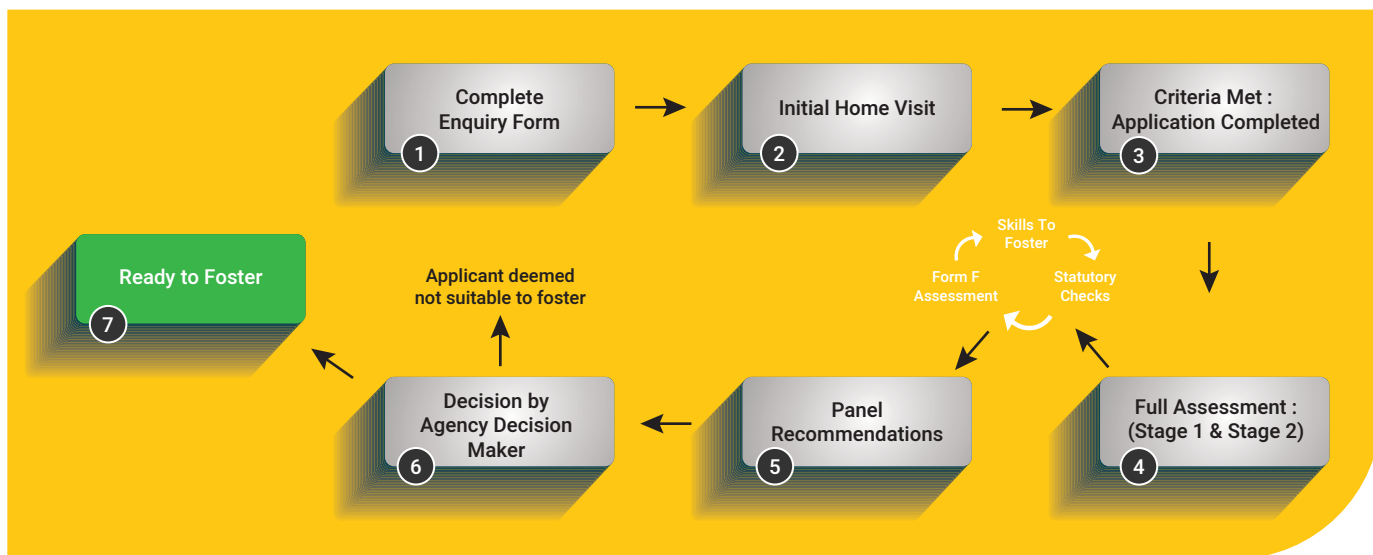 Complete
Enquiry Form
1
Initial Home Visit
2
Criteria Met :
Application Completed
3
Skills To
Foster
Form F
Assessment
Statutory
Checks
Full Assessment :
(Stage 1 & Stage 2)
4
Panel
Recommendations
5
Decision by
Agency Decision
Maker
6
Applicant deemed
not suitable to foster
Ready to Foster
7